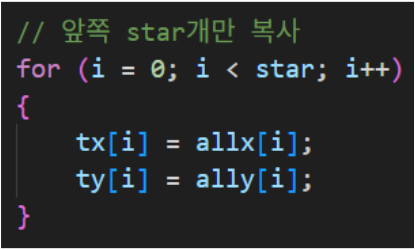 // 앞쪽 star개만 복사
for (i = 0; i < star; i++)
{
    tx[i] = allx[i];
    ty[i] = ally[i];
}